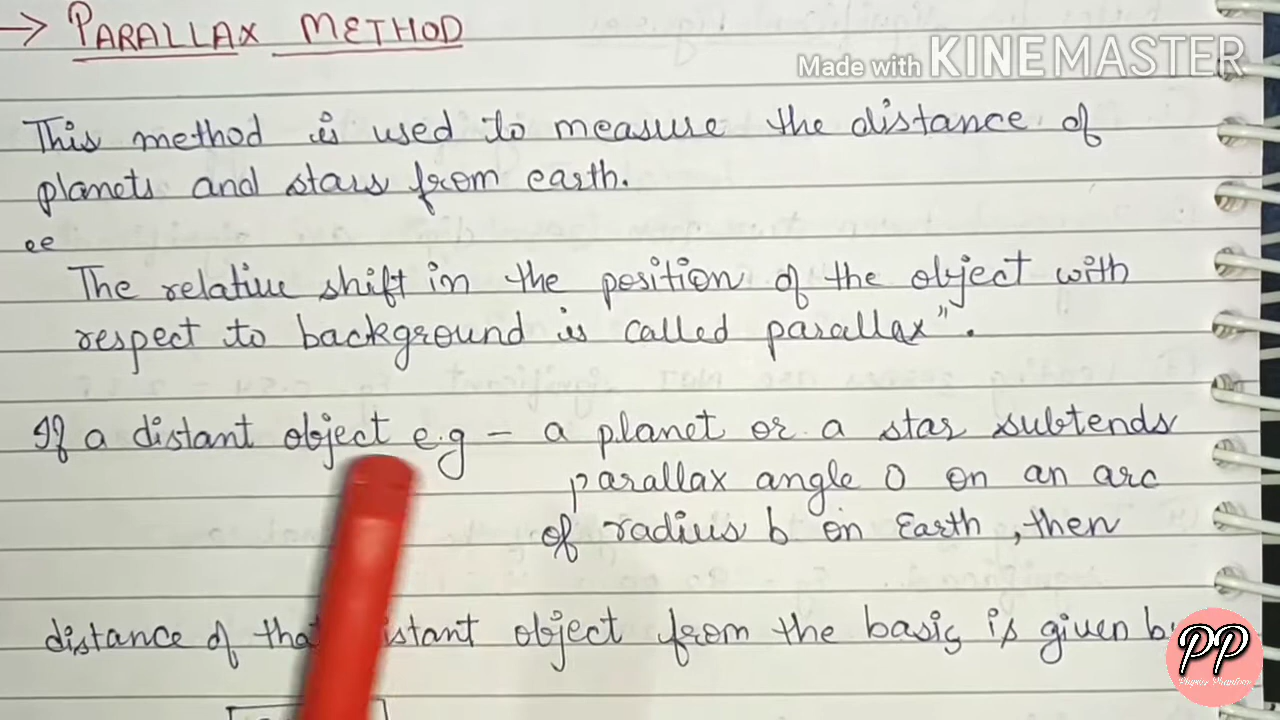 → PARALLAX METHOD
Made with KINEMASTER
This method is used to measure the distance of
planets and stars from earth.
"
The relative shift in the position of the object with
respect to background is called parallax".
If a distant object e.g - a planet or a star subtends
parallax angle O on an arc
of radius b on Earth, then
distance of that distant object from the basis is given by
PP